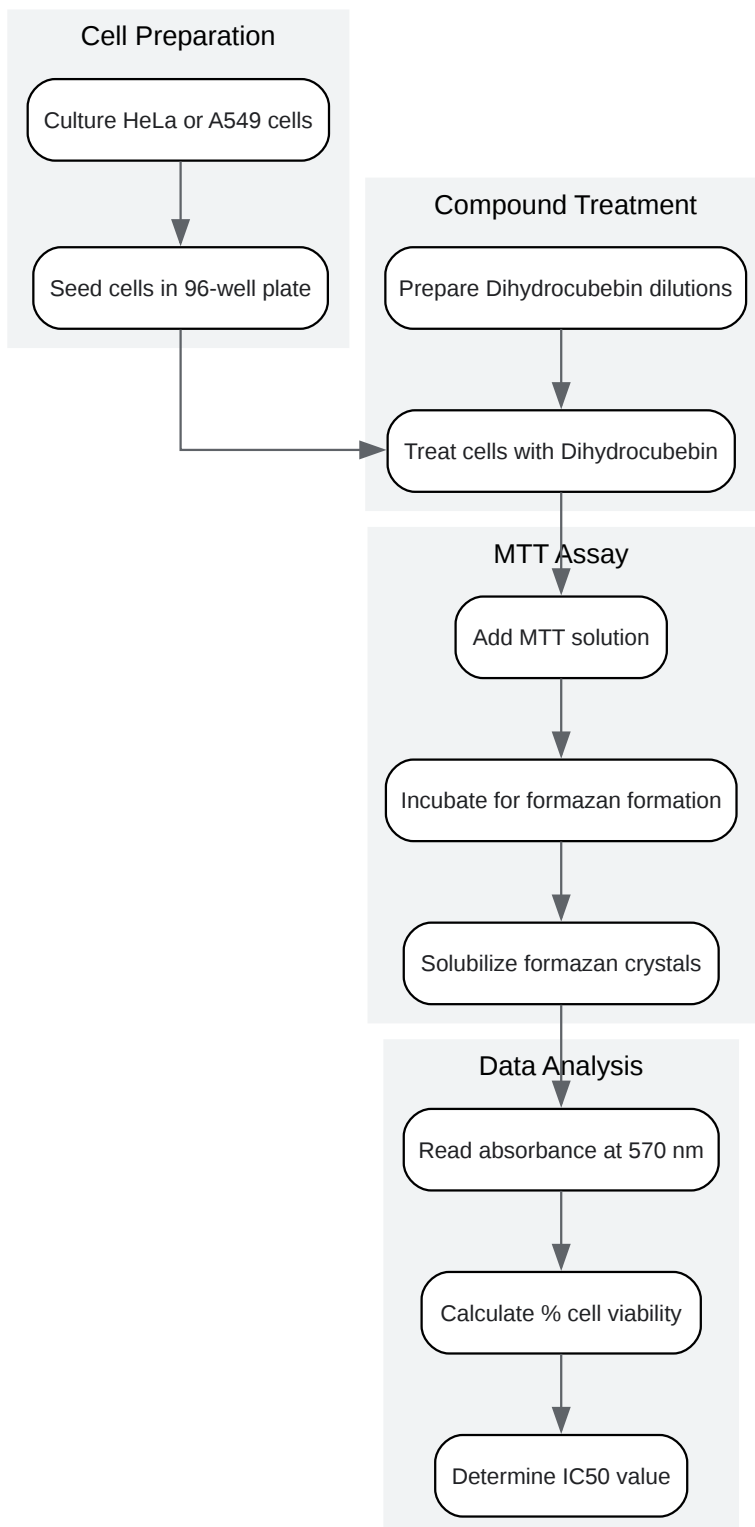 Cell Preparation
Culture HeLa or A549 cells
Seed cells in 96-well plate
Compound Treatment
Prepare Dihydrocubebin dilutions
Treat cells with Dihydrocubebin
MTT Assay
Add MTT solution
Incubate for formazan formation
Solubilize formazan crystals
Data Analysis
Read absorbance at 570 nm
Calculate % cell viability
Determine IC50 value